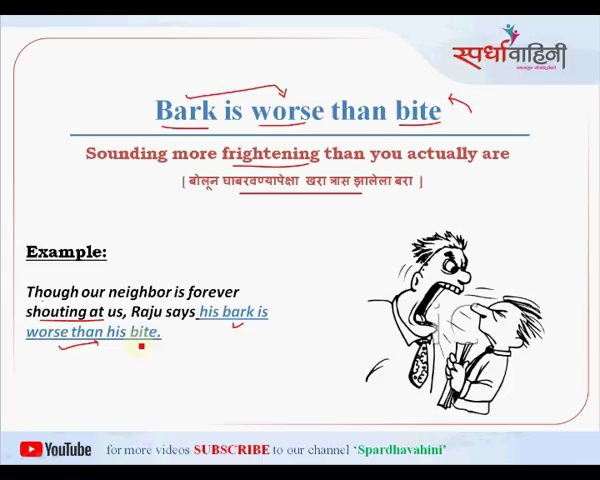 स्पर्धावाहिनी
Bark is worse than bite
Sounding more frightening than you actually are
[ बोलून घाबरवण्यापेक्षा खरा त्रास झालेला बरा ]
Example:
Though our neighbor is forever
shouting at us, Raju says his bark is
worse than his bite.
YouTube for more videos SUBSCRIBE to our channel ‘Spardhavahini’